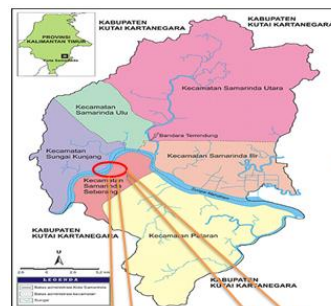 PROVINSI
KALIMANTAN TIMUR
KABUPATEN
KUTAI KARTANEGARA
KABUPATEN
KUTAI KARTANEGARA
Kecamatan Samarinda Utara
Kecamatan
Samarinda Ulu
Bandara Temindung
Kecamatan
Sungai Kunjang
Kecamatan Samarinda Ilir
Kecamatan
Samarinda
Seberang
KABUPATEN
KUTAI KARTANEGARA
Kecamatan Palaran
KABUPATEN
KUTAI KARTANEGARA
LEGENDA
Sungai